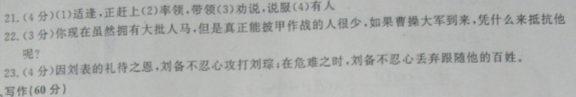 21.(4分)(1)适逢,正赶上(2)率领,带领(3)劝说,说服(4)有人
22.(3分)你现在虽然拥有大批人马,但是真正能披甲作战的人很少,如果曹操大军到来,凭什么来抵抗他
呢?
23.(4分)因刘表的礼待之恩,刘备不忍心攻打刘琮;在危难之时,刘备不忍心丢弃跟随他的百姓。
写作(60分)